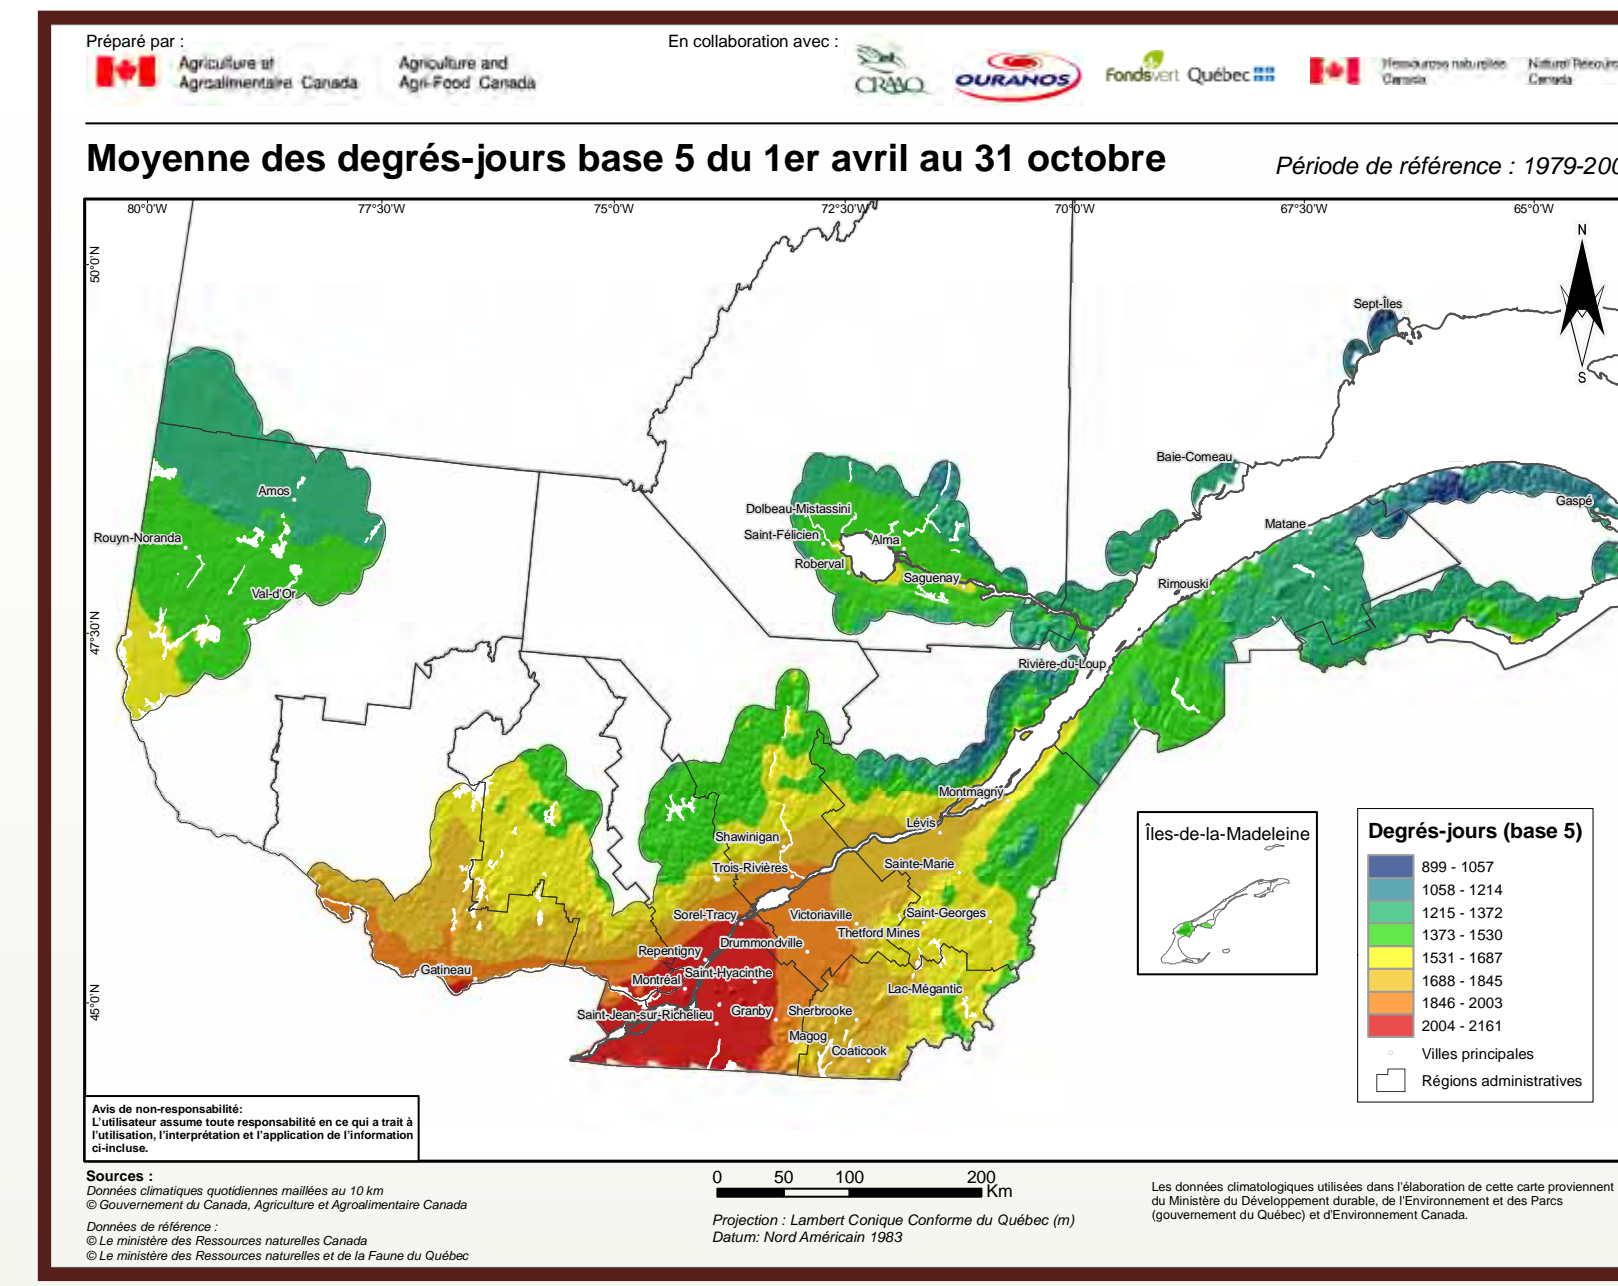 Préparé par :
En collaboration avec :
Agriculture et
Agroalimentaire Canada
Agriculture and
Agri-Food Canada
CRAAQ
OURANOS
Fonds vert Québec
Ressources naturelles
Canada
Natural Resourc
Canada
Moyenne des degrés-jours base 5 du 1er avril au 31 octobre
Période de référence : 1979-200
80°0'W
77°30'W
75°0'W
72°30'W
70°0'W
67°30'W
65°0'W
50°0'N
47°30'N
45°0'N
N
S
Sept-Îles
Baie-Comeau
Gaspé
Matane
Rimouski
Amos
Rouyn-Noranda
Val-d'Or
Dolbeau-Mistassini
Saint-Félicien
Alma
Roberval
Saguenay
Rivière-du-Loup
Montmagny
Lévis
Shawinigan
Trois-Rivières
Sainte-Marie
Sorel-Tracy
Victoriaville
Saint-Georges
Thetford Mines
Drummondville
Repentigny
Gatineau
Montréal
Saint-Hyacinthe
Lac-Mégantic
Saint-Jean-sur-Richelieu
Granby
Sherbrooke
Magog
Coaticook
Îles-de-la-Madeleine
Degrés-jours (base 5)
899 - 1057
1058 - 1214
1215 - 1372
1373 - 1530
1531 - 1687
1688 - 1845
1846 - 2003
2004 - 2161
Villes principales
Régions administratives
Avis de non-responsabilité:
L'utilisateur assume toute responsabilité en ce qui a trait à
l'utilisation, l'interprétation et l'application de l'information
ci-incluse.
Sources :
Données climatiques quotidiennes maillées au 10 km
© Gouvernement du Canada, Agriculture et Agroalimentaire Canada
Données de référence :
© Le ministère des Ressources naturelles Canada
© Le ministère des Ressources naturelles et de la Faune du Québec
0 50 100 200
Km
Projection : Lambert Conique Conforme du Québec (m)
Datum: Nord Américain 1983
Les données climatologiques utilisées dans l'élaboration de cette carte proviennent
du Ministère du Développement durable, de l'Environnement et des Parcs
(gouvernement du Québec) et d'Environnement Canada.